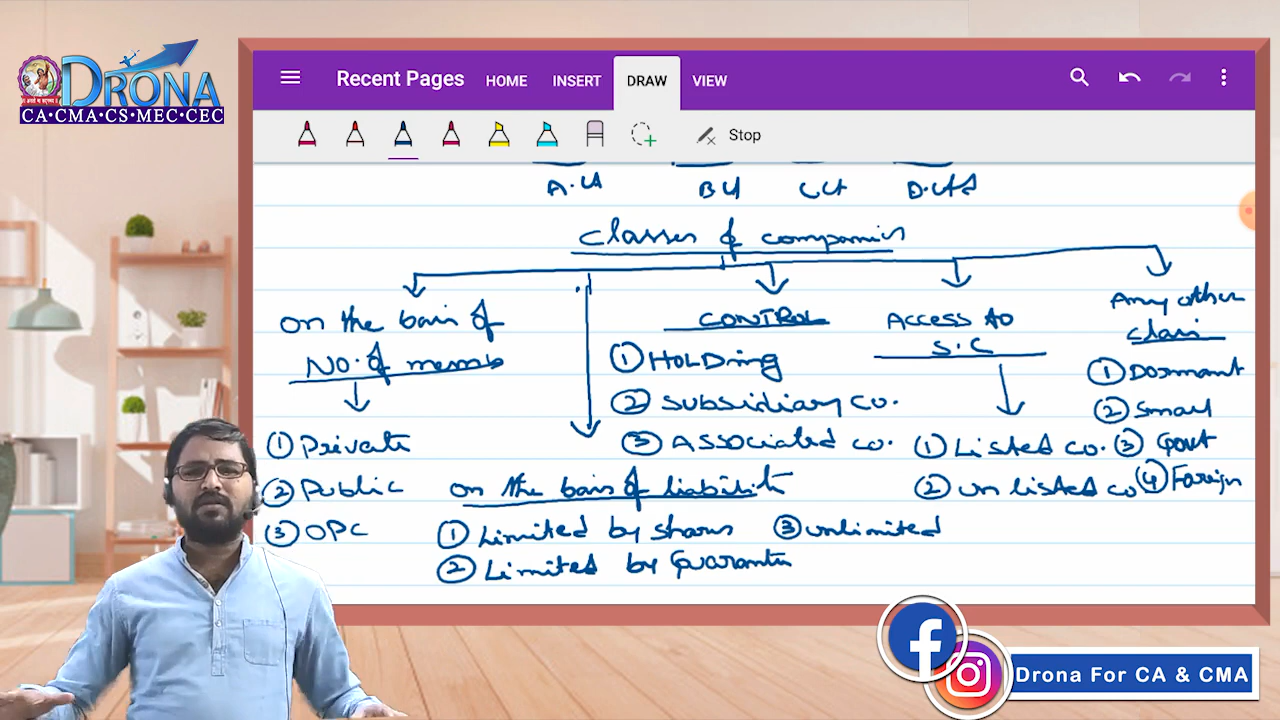 DRONA
CA•CMA•CS•MEC•CEC
Recent Pages HOME INSERT DRAW VIEW
Stop
Classes of companies
On the basis of
NO. of members
① Private
② Public
③ OPC
on the basis of liability
① Limited by shares
② Limited by Guarantee
③ unlimited
CONTROL
① HOLDing
② Subsidiary co.
③ Associated co.
Access to
S.C
① Listed co.
② un listed co
Any other
class
① Dormant
② Small
③ Govt
④ Foreign
Drona For CA & CMA